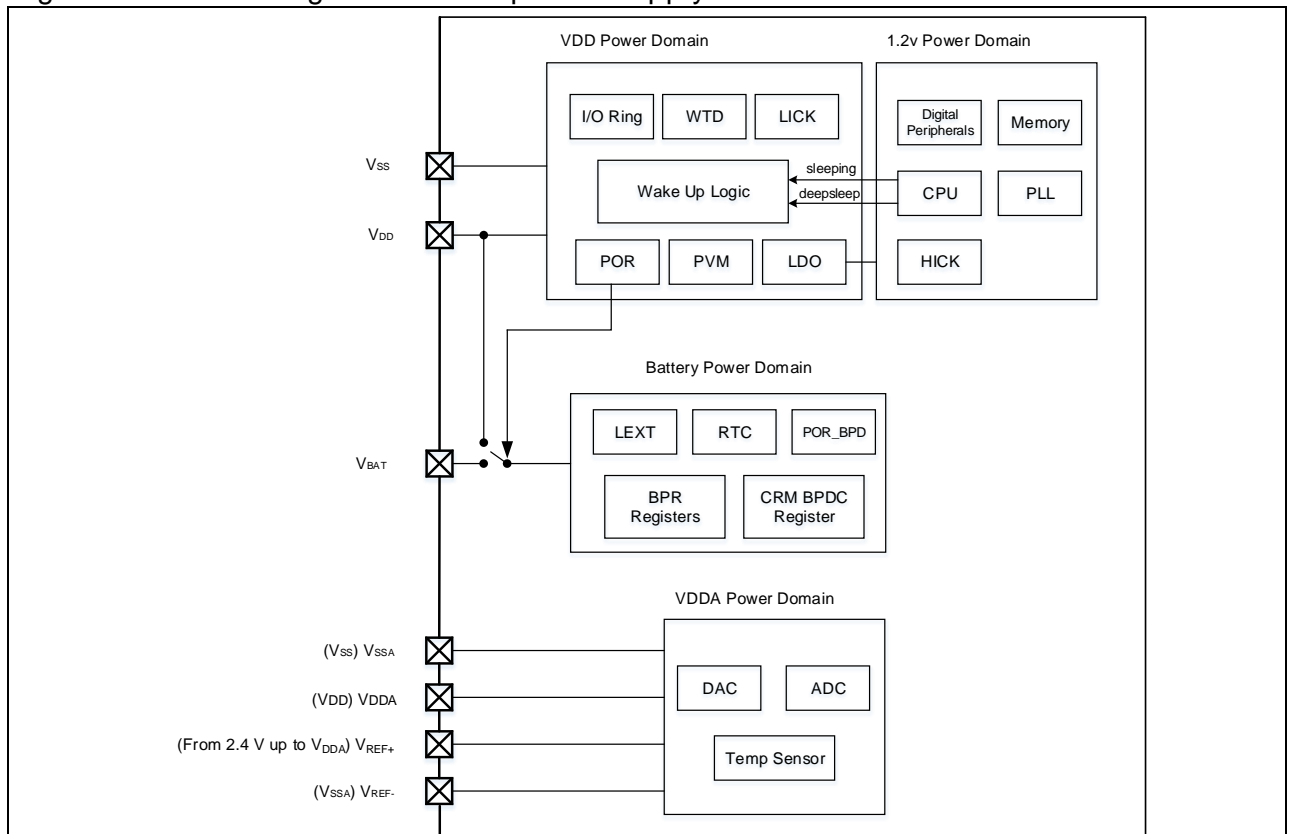 VDD Power Domain
1.2v Power Domain
I/O Ring
WTD
LICK
Digital
Peripherals
Memory
VSS
sleeping
Wake Up Logic
CPU
PLL
deepsleep
VDD
POR
PVM
LDO
HICK
Battery Power Domain
LEXT
RTC
POR_BPD
VBAT
BPR
Registers
CRM BPDC
Register
VDDA Power Domain
(VSS) VSSA
DAC
ADC
(VDD) VDDA
(From 2.4 V up to VDDA) VREF+
Temp Sensor
(VSSA) VREF-